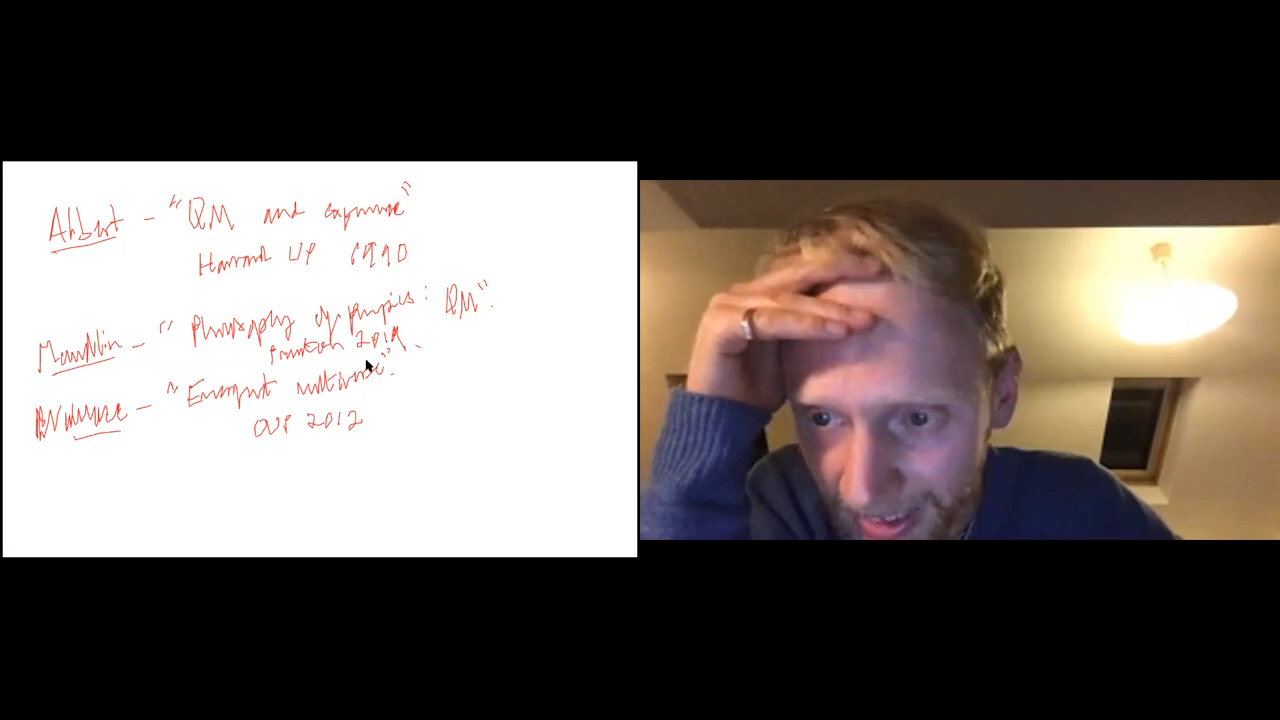 Albert - "QM and experience"
Harvard UP 1990
Maudlin - "Philosophy of physics: QM".
Princeton 2019.
Wallace - "Emergent multiverse".
OUP 2012